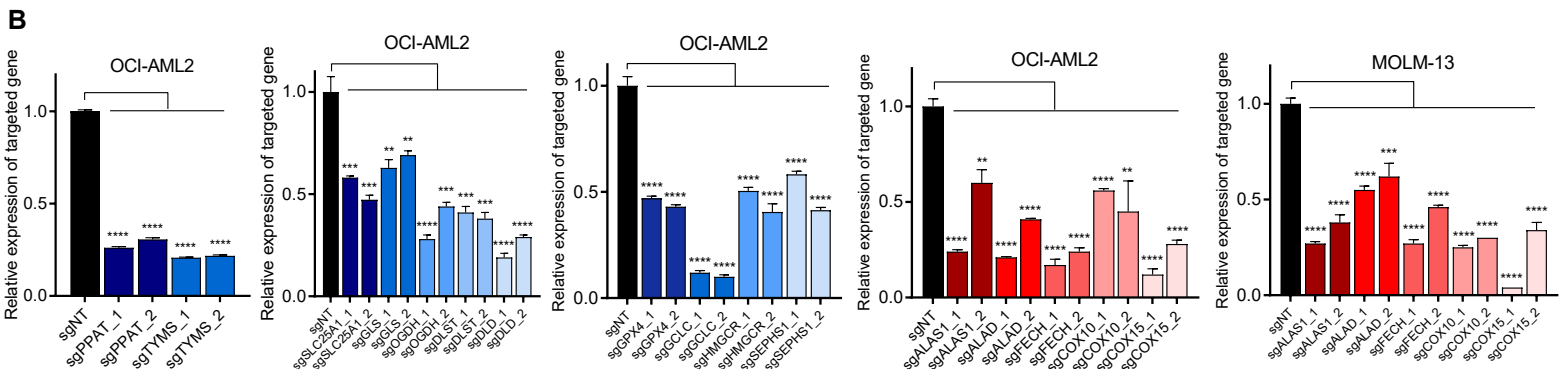 B
OCI-AML2
Relative expression of targeted gene
1.0
0.5
0.0
**** **** **** ****
sgNT
sgPPAT_1
sgPPAT_2
sgTYMS_1
sgTYMS_2
OCI-AML2
Relative expression of targeted gene
1.0
0.5
0.0
*** *** ** ** **** *** *** *** **** ****
sgNT
sgSLC25A1_1
sgSLC25A1_2
sgGLS_1
sgGLS_2
sgOGDH_1
sgOGDH_2
sgDLST_1
sgDLST_2
sgDLD_1
sgDLD_2
OCI-AML2
Relative expression of targeted gene
1.0
0.5
0.0
**** **** **** **** **** **** **** ****
sgNT
sgGPX4_1
sgGPX4_2
sgGCLC_1
sgGCLC_2
sgHMGCR_1
sgHMGCR_2
sgSEPHS1_1
sgSEPHS1_2
OCI-AML2
Relative expression of targeted gene
1.0
0.5
0.0
**** ** **** **** **** **** **** ** **** ****
sgNT
sgALAS1_1
sgALAS1_2
sgALAD_1
sgALAD_2
sgFECH_1
sgFECH_2
sgCOX10_1
sgCOX10_2
sgCOX15_1
sgCOX15_2
MOLM-13
Relative expression of targeted gene
1.0
0.5
0.0
**** **** **** *** **** **** **** **** **** ****
sgNT
sgALAS1_1
sgALAS1_2
sgALAD_1
sgALAD_2
sgFECH_1
sgFECH_2
sgCOX10_1
sgCOX10_2
sgCOX15_1
sgCOX15_2